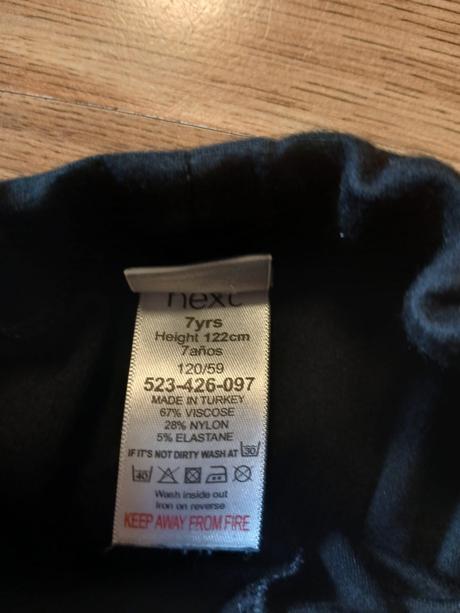 next
7yrs
Height 122cm
7años
120/59
523-426-097
MADE IN TURKEY
67% VISCOSE
28% NYLON
5% ELASTANE
IF IT'S NOT DIRTY WASH AT 30
40
Wash inside out
Iron on reverse
KEEP AWAY FROM FIRE